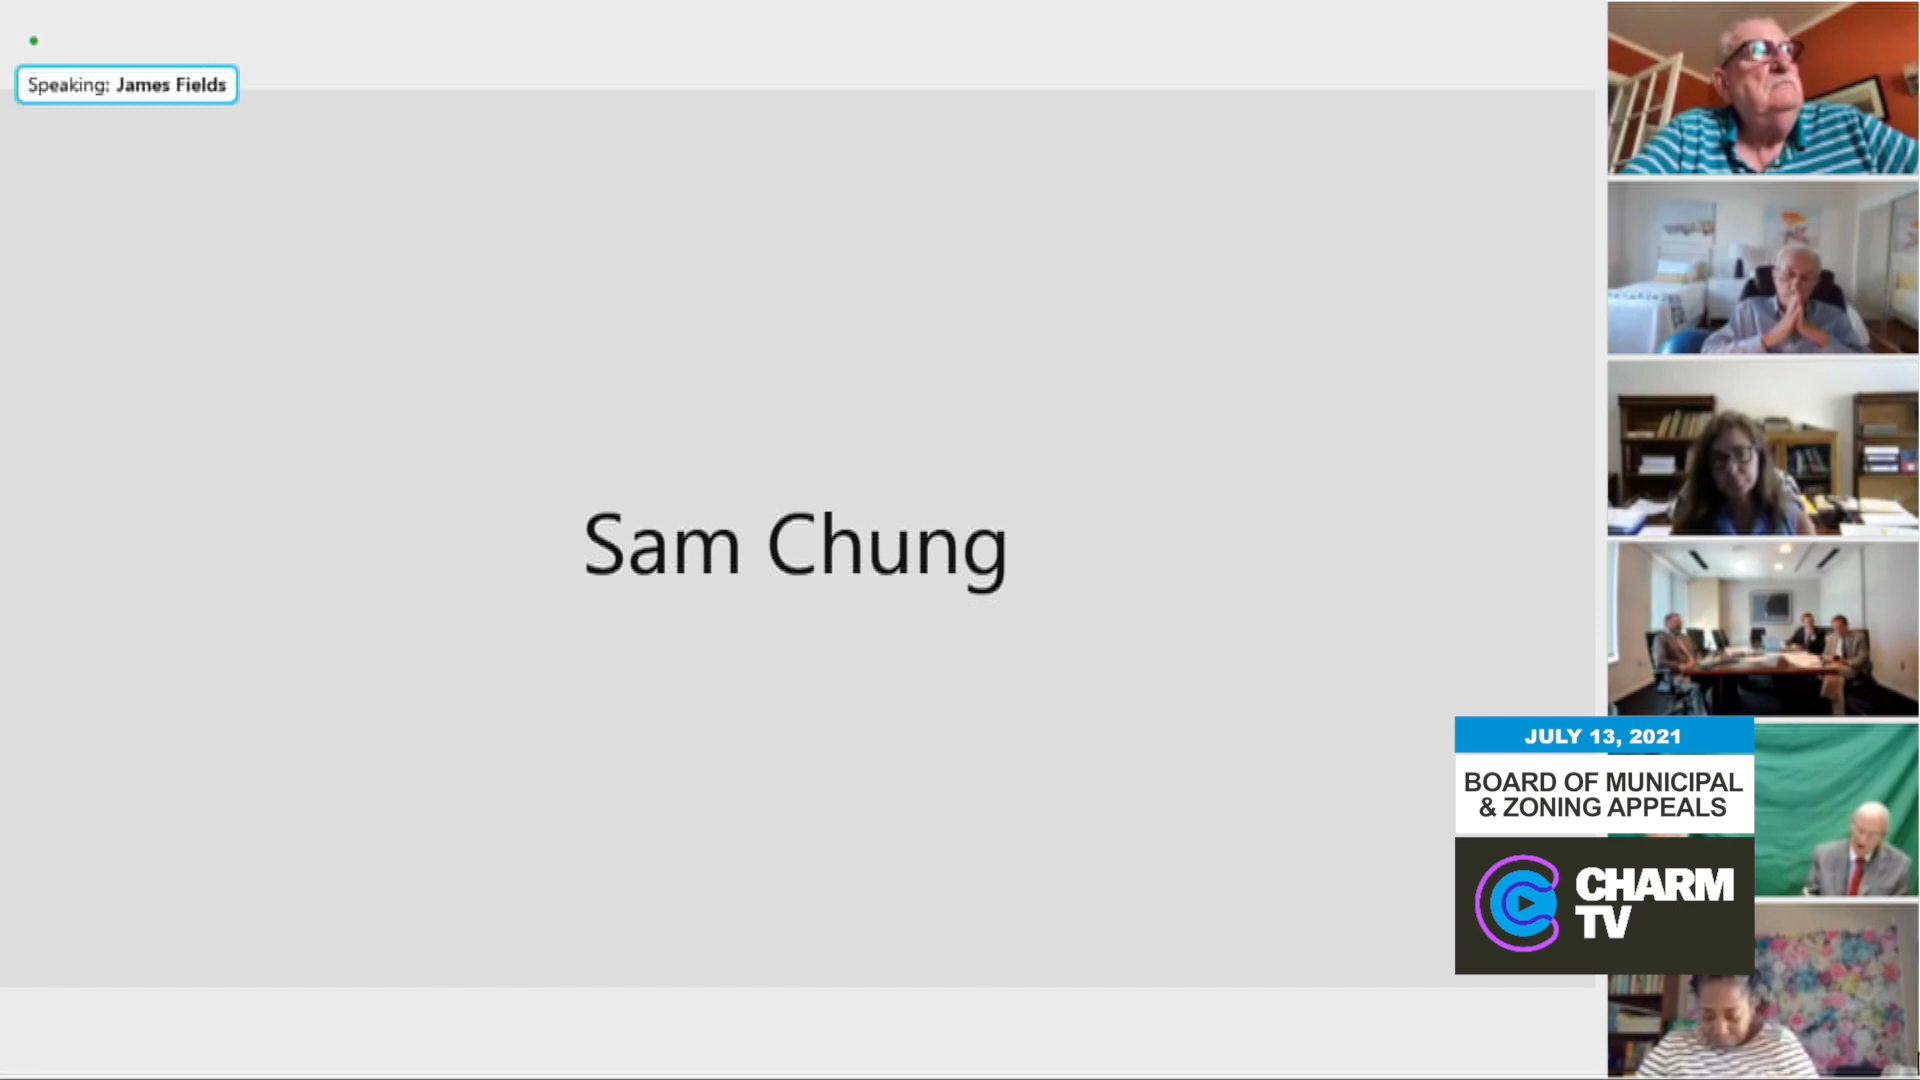 Speaking: James Fields
Sam Chung
JULY 13, 2021
BOARD OF MUNICIPAL
& ZONING APPEALS
CHARM
TV